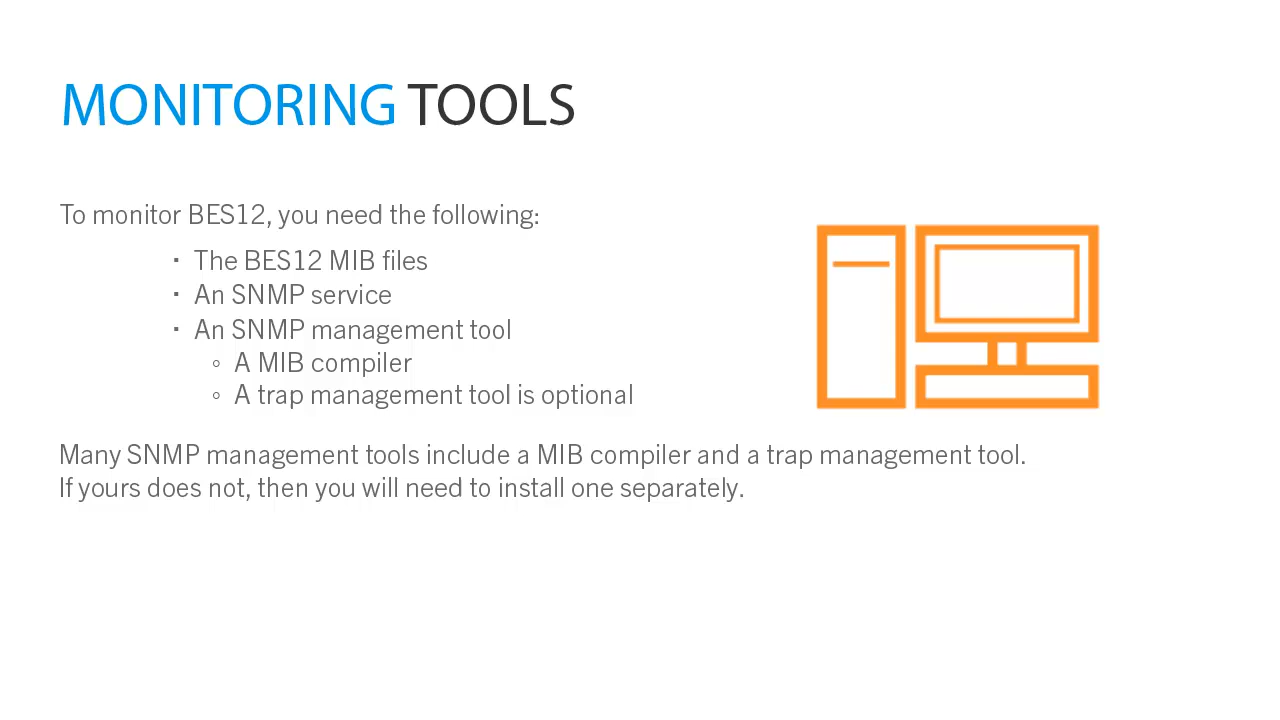 MONITORING TOOLS
To monitor BES12, you need the following:
▪ The BES12 MIB files
▪ An SNMP service
▪ An SNMP management tool
◦ A MIB compiler
◦ A trap management tool is optional
Many SNMP management tools include a MIB compiler and a trap management tool.
If yours does not, then you will need to install one separately.